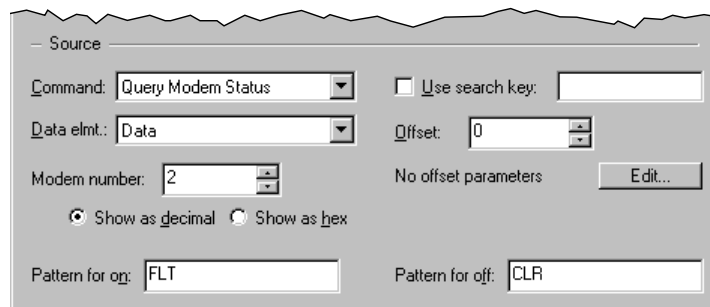 Source
Command: Query Modem Status
Use search key:
Data elmt.: Data
Offset: 0
Modem number: 2
No offset parameters Edit...
Show as decimal Show as hex
Pattern for on: FLT
Pattern for off: CLR